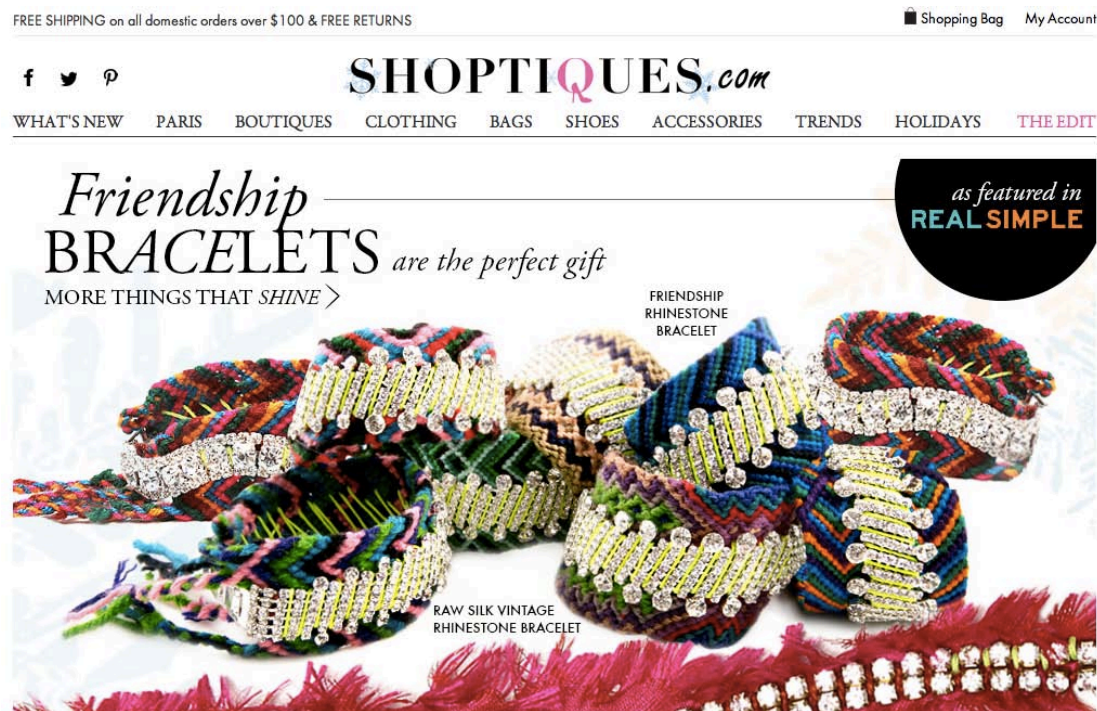 FREE SHIPPING on all domestic orders over $100 & FREE RETURNS
Shopping Bag My Account
SHOPTIQUES.com
WHAT'S NEW PARIS BOUTIQUES CLOTHING BAGS SHOES ACCESSORIES TRENDS HOLIDAYS THE EDIT
as featured in
REAL SIMPLE
Friendship
BRACELETS are the perfect gift
MORE THINGS THAT SHINE >
FRIENDSHIP
RHINESTONE
BRACELET
RAW SILK VINTAGE
RHINESTONE BRACELET